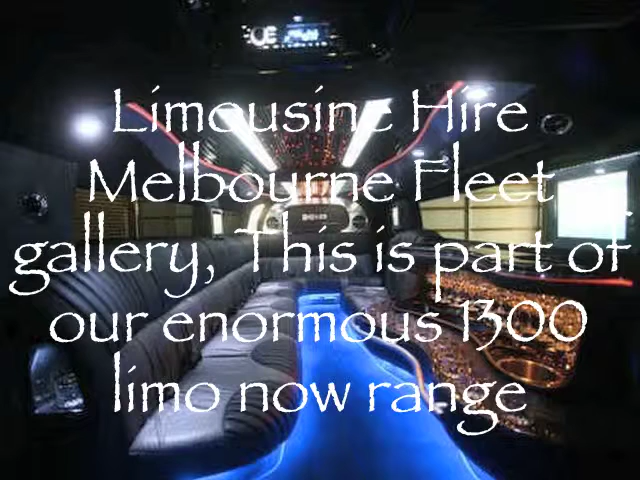 Limousine Hire
Melbourne Fleet
gallery, This is part of
our enormous 1300
limo now range